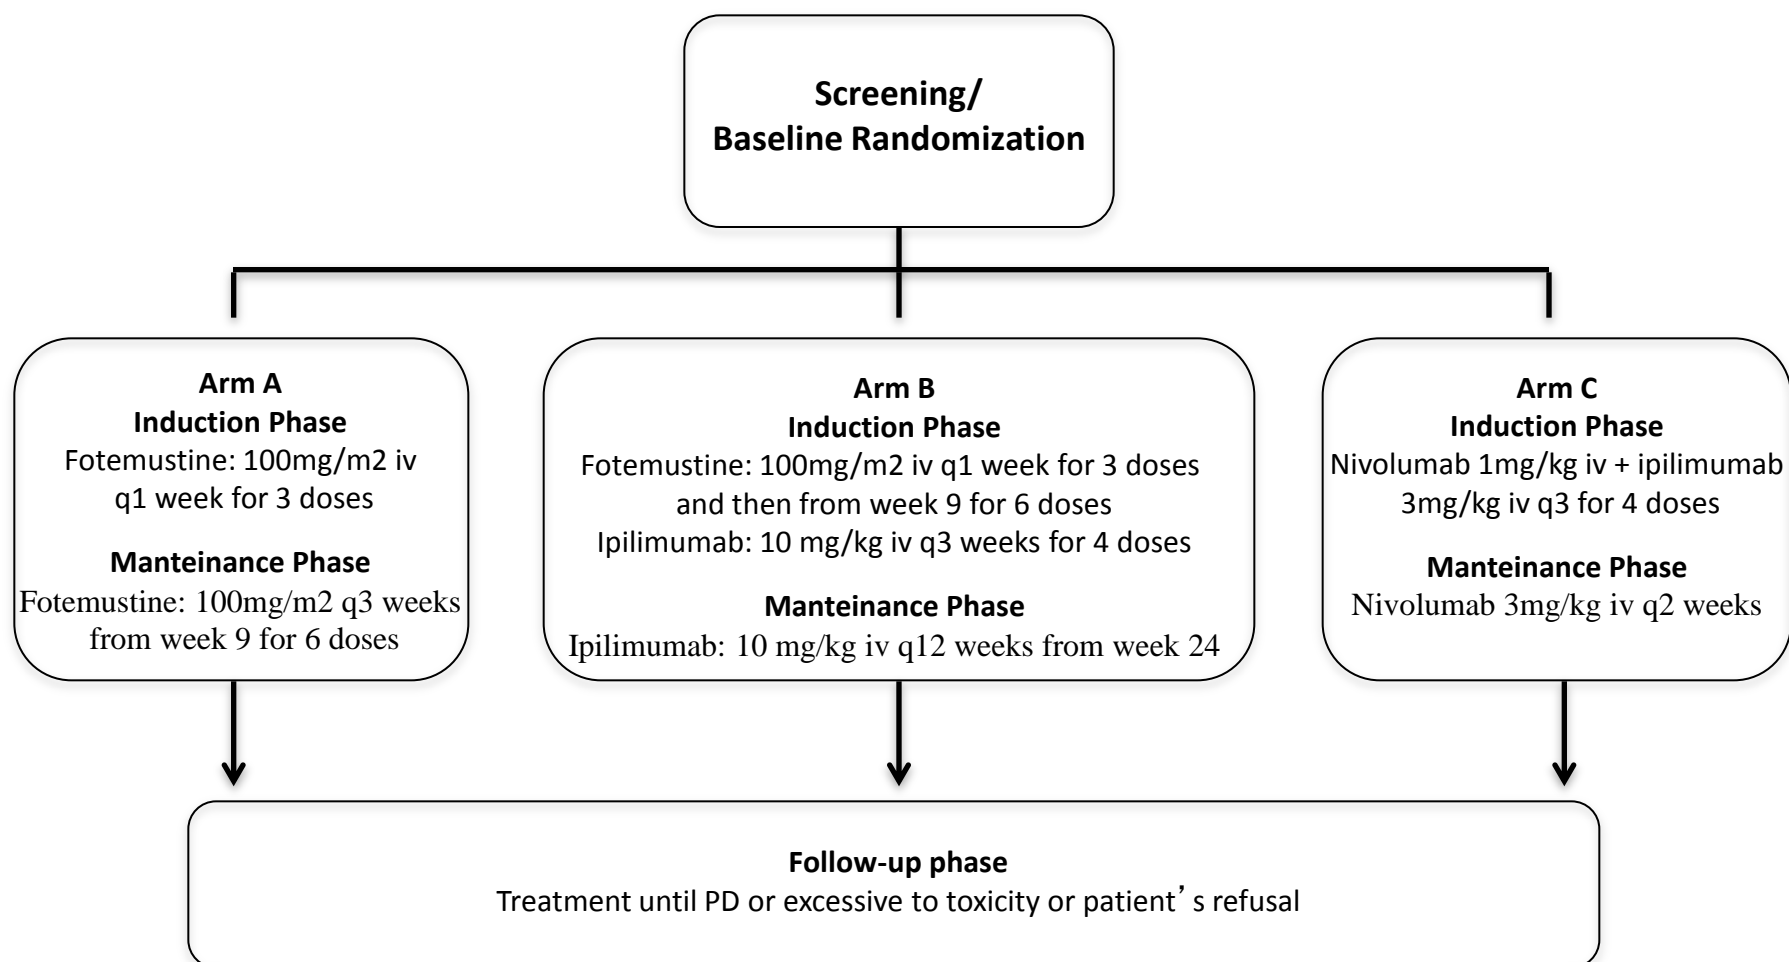 Screening/
Baseline Randomization
Arm A
Induction Phase
Fotemustine: 100mg/m2 iv
q1 week for 3 doses
Manteinance Phase
Fotemustine: 100mg/m2 q3 weeks
from week 9 for 6 doses
Arm B
Induction Phase
Fotemustine: 100mg/m2 iv q1 week for 3 doses
and then from week 9 for 6 doses
Ipilimumab: 10 mg/kg iv q3 weeks for 4 doses
Manteinance Phase
Ipilimumab: 10 mg/kg iv q12 weeks from week 24
Arm C
Induction Phase
Nivolumab 1mg/kg iv + ipilimumab
3mg/kg iv q3 for 4 doses
Manteinance Phase
Nivolumab 3mg/kg iv q2 weeks
Follow-up phase
Treatment until PD or excessive to toxicity or patient’s refusal